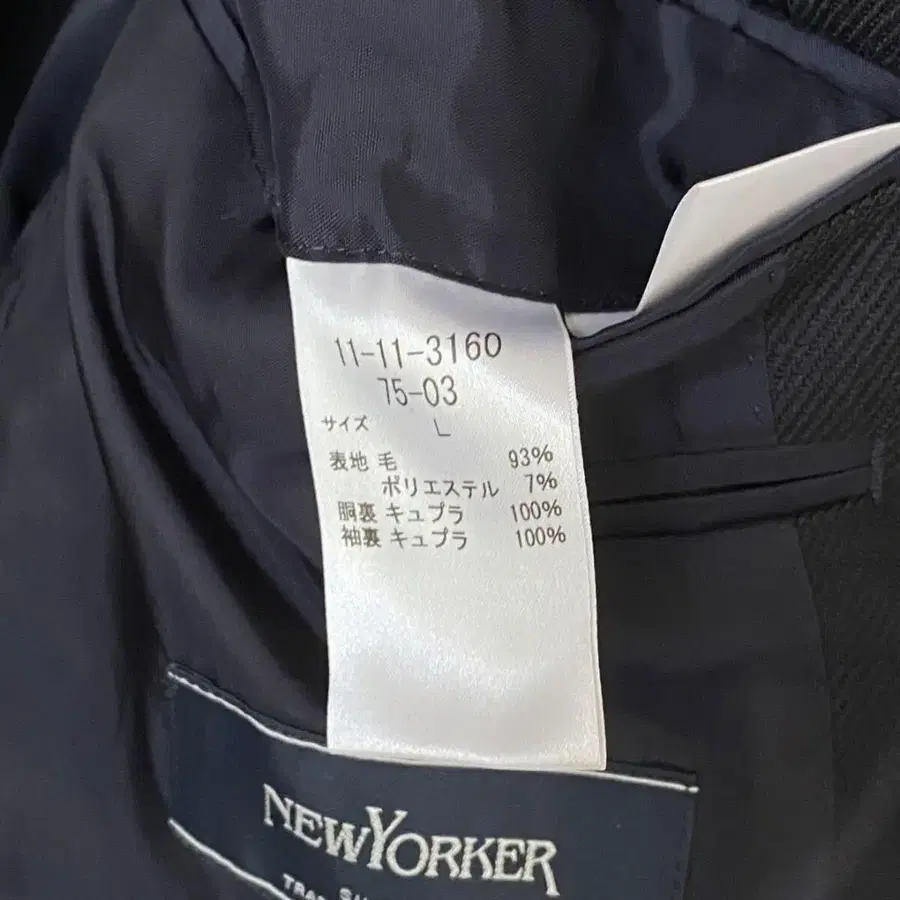 11-11-3160
75-03
サイズ L
表地 毛 93%
ポリエステル 7%
胴裏 キュプラ 100%
袖裏 キュプラ 100%
NEWYORKER